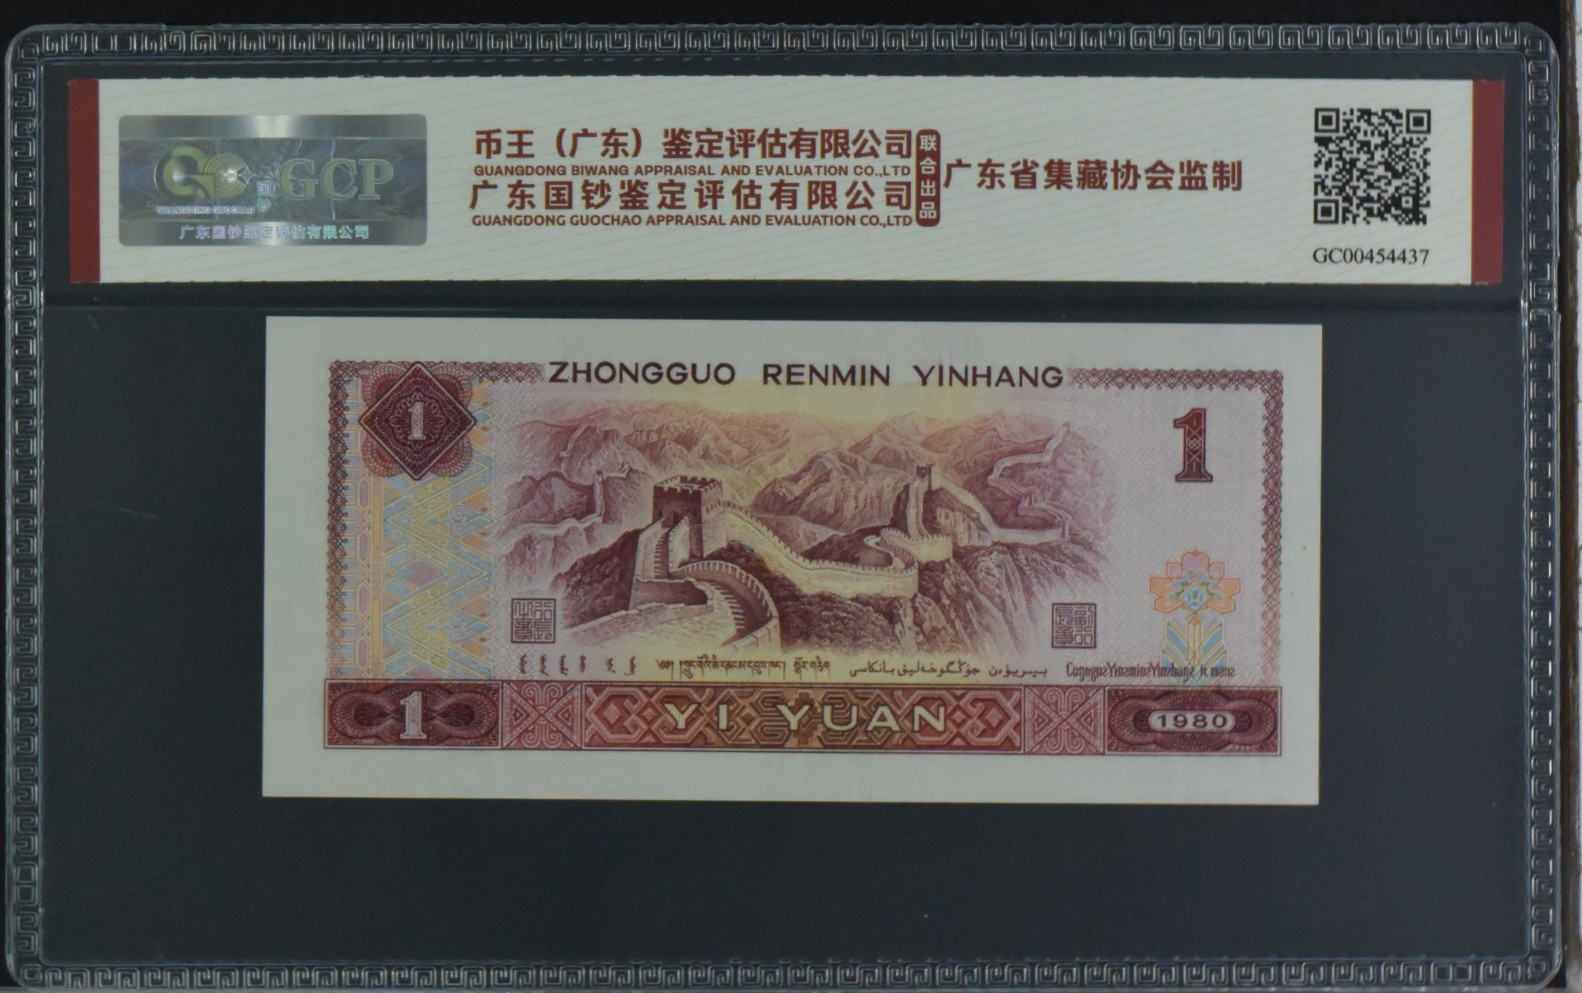 GCP
GUANGDONG GUOCHAO
广东国钞鉴定评估有限公司
币王（广东）鉴定评估有限公司
GUANGDONG BIWANG APPRAISAL AND EVALUATION CO.,LTD
广东国钞鉴定评估有限公司
GUANGDONG GUOCHAO APPRAISAL AND EVALUATION CO.,LTD
联合出品
广东省集藏协会监制
GC00454437
ZHONGGUO RENMIN YINHANG
1
1
1
YI YUAN
1980